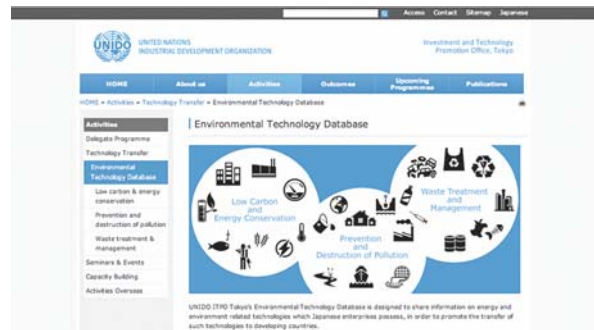 Access Contact Sitemap Japanese
UNIDO
UNITED NATIONS
INDUSTRIAL DEVELOPMENT ORGANIZATION
Investment and Technology
Promotion Office, Tokyo
HOME About us Activities Outcomes Upcoming Programmes Publications
HOME » Activities » Technology Transfer » Environmental Technology Database
Activities
Delegate Programme
Technology Transfer
Environmental
Technology Database
Low carbon & energy
conservation
Prevention and
destruction of pollution
Waste treatment &
management
Seminars & Events
Capacity Building
Activities Overseas
Environmental Technology Database
Low Carbon
and
Energy Conservation
Prevention
and
Destruction of Pollution
Waste Treatment
and
Management
UNIDO ITPO Tokyo's Environmental Technology Database is designed to share information on energy and
environment related technologies which Japanese enterprises possess, in order to promote the transfer of
such technologies to developing countries.